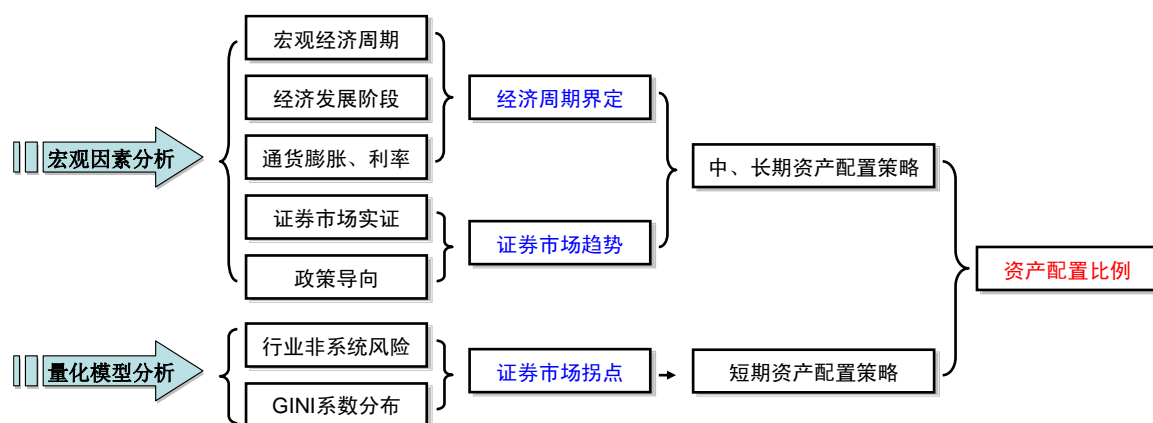 宏观经济周期
经济发展阶段
经济周期界定
宏观因素分析
通货膨胀、利率
中、长期资产配置策略
证券市场实证
证券市场趋势
政策导向
资产配置比例
行业非系统风险
量化模型分析
证券市场拐点
短期资产配置策略
GINI系数分布